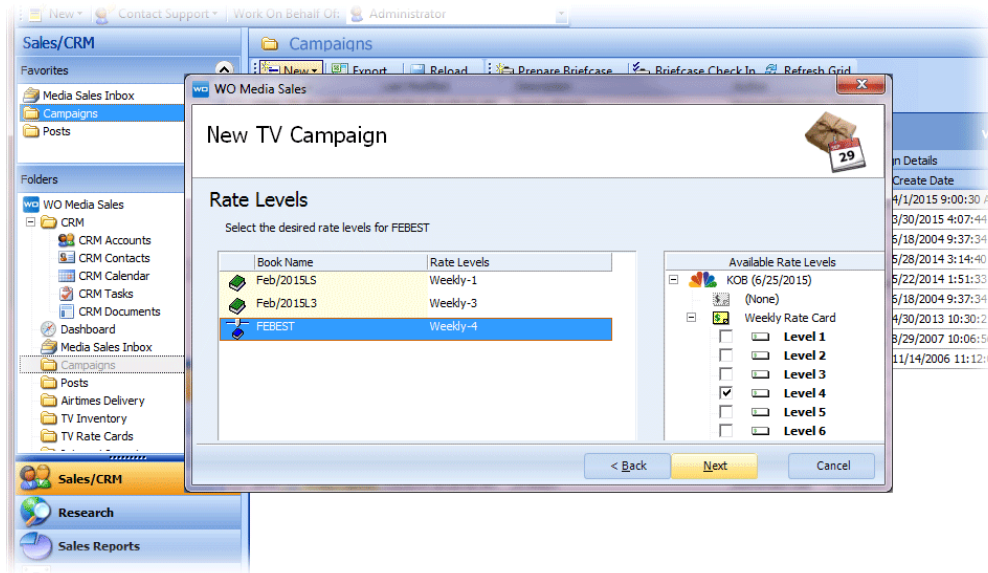 New Contact Support Work On Behalf Of: Administrator
Sales/CRM
Campaigns
Favorites
New Export Reload Prepare Briefcase Briefcase Check In Refresh Grid
Media Sales Inbox
Campaigns
Posts
Folders
WO Media Sales
CRM
CRM Accounts
CRM Contacts
CRM Calendar
CRM Tasks
CRM Documents
Dashboard
Media Sales Inbox
Campaigns
Posts
Airtimes Delivery
TV Inventory
TV Rate Cards
Sales/CRM
Research
Sales Reports
WO WO Media Sales
X
New TV Campaign
SEP
29
Rate Levels
Select the desired rate levels for FEBEST
Book Name Rate Levels
Feb/2015LS Weekly-1
Feb/2015L3 Weekly-3
FEBEST Weekly-4
Available Rate Levels
KOB (6/25/2015)
(None)
Weekly Rate Card
Level 1
Level 2
Level 3
Level 4
Level 5
Level 6
< Back Next Cancel
n Details
Create Date
4/1/2015 9:00:30 A
3/30/2015 4:07:44
6/18/2004 9:37:34
5/28/2014 3:14:40
5/22/2014 1:51:33
6/18/2004 9:37:34
4/30/2013 10:30:2
8/29/2007 10:06:5
11/14/2006 11:12: